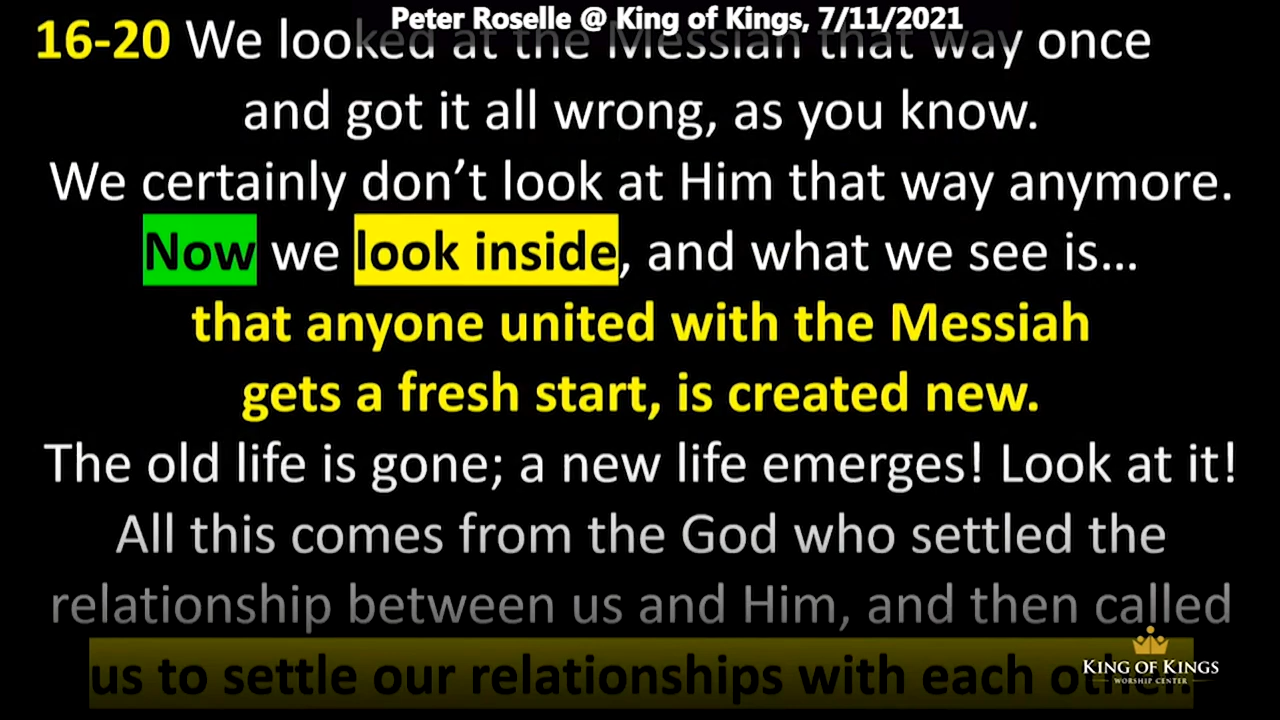 Peter Roselle @ King of Kings, 7/11/2021
16-20 We looked at the Messiah that way once
and got it all wrong, as you know.
We certainly don’t look at Him that way anymore.
Now we look inside, and what we see is...
that anyone united with the Messiah
gets a fresh start, is created new.
The old life is gone; a new life emerges! Look at it!
All this comes from the God who settled the
relationship between us and Him, and then called
us to settle our relationships with each other.
KING OF KINGS
WORSHIP CENTER